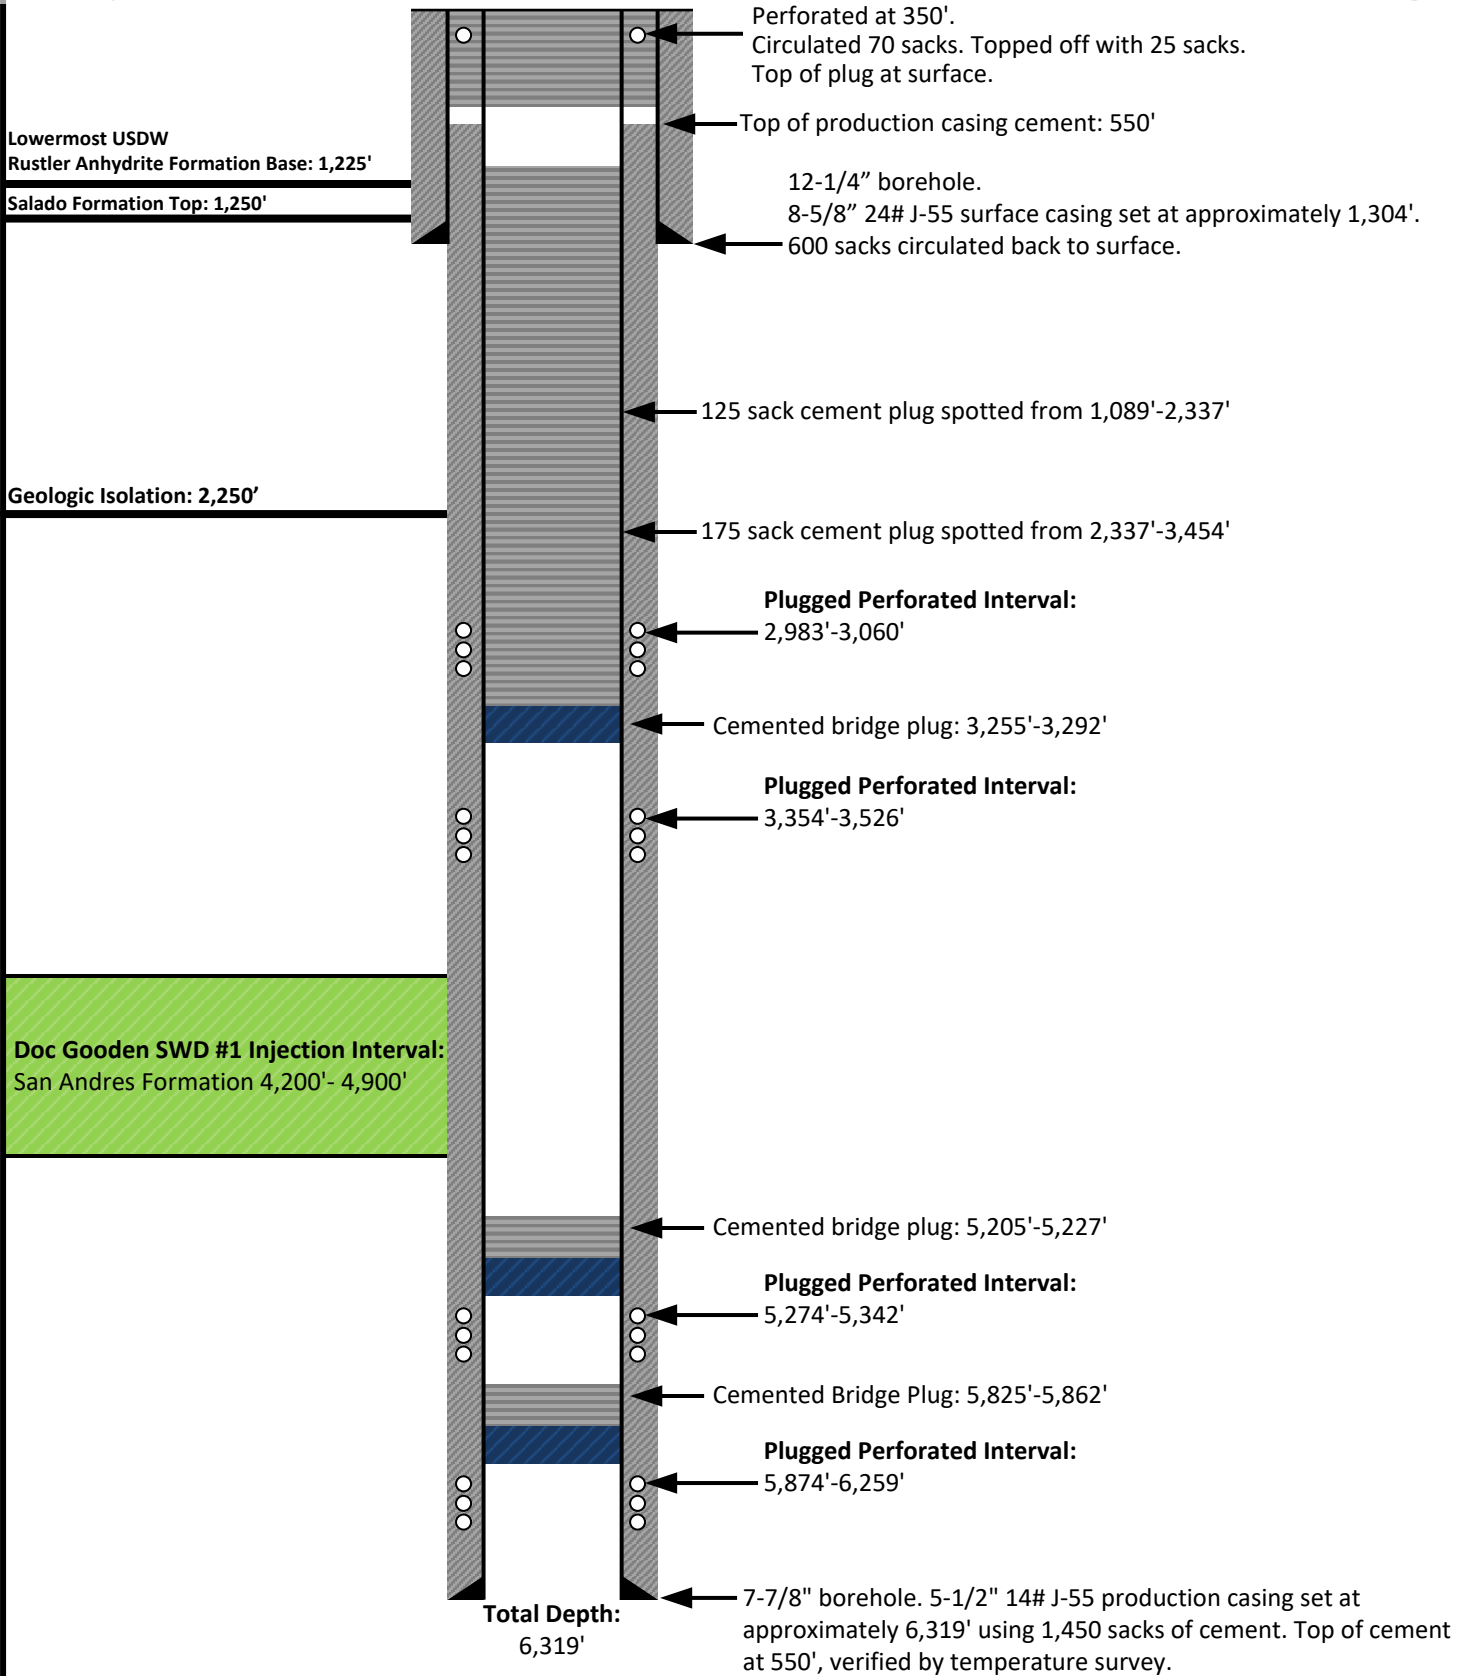 Perforated at 350'.
Circulated 70 sacks. Topped off with 25 sacks.
Top of plug at surface.
Top of production casing cement: 550'
Lowermost USDW
Rustler Anhydrite Formation Base: 1,225'
Salado Formation Top: 1,250'
12-1/4” borehole.
8-5/8” 24# J-55 surface casing set at approximately 1,304'.
600 sacks circulated back to surface.
125 sack cement plug spotted from 1,089'-2,337'
Geologic Isolation: 2,250’
175 sack cement plug spotted from 2,337'-3,454'
Plugged Perforated Interval:
2,983'-3,060'
Cemented bridge plug: 3,255'-3,292'
Plugged Perforated Interval:
3,354'-3,526'
Doc Gooden SWD #1 Injection Interval:
San Andres Formation 4,200'- 4,900'
Cemented bridge plug: 5,205'-5,227'
Plugged Perforated Interval:
5,274'-5,342'
Cemented Bridge Plug: 5,825'-5,862'
Plugged Perforated Interval:
5,874'-6,259'
Total Depth:
6,319'
7-7/8" borehole. 5-1/2" 14# J-55 production casing set at
approximately 6,319' using 1,450 sacks of cement. Top of cement
at 550', verified by temperature survey.